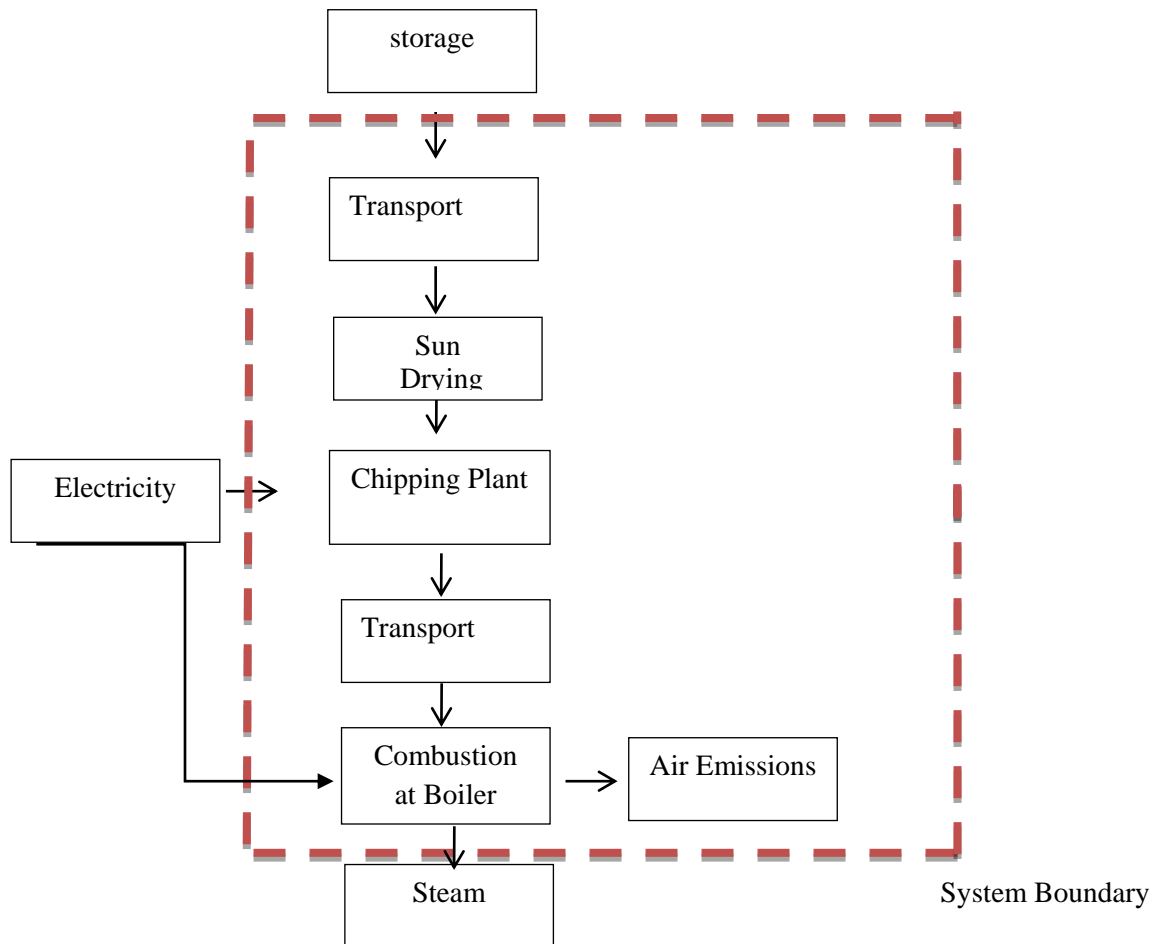 storage
Transport
Sun
Drying
Electricity
Chipping Plant
Transport
Combustion
at Boiler
Air Emissions
Steam
System Boundary